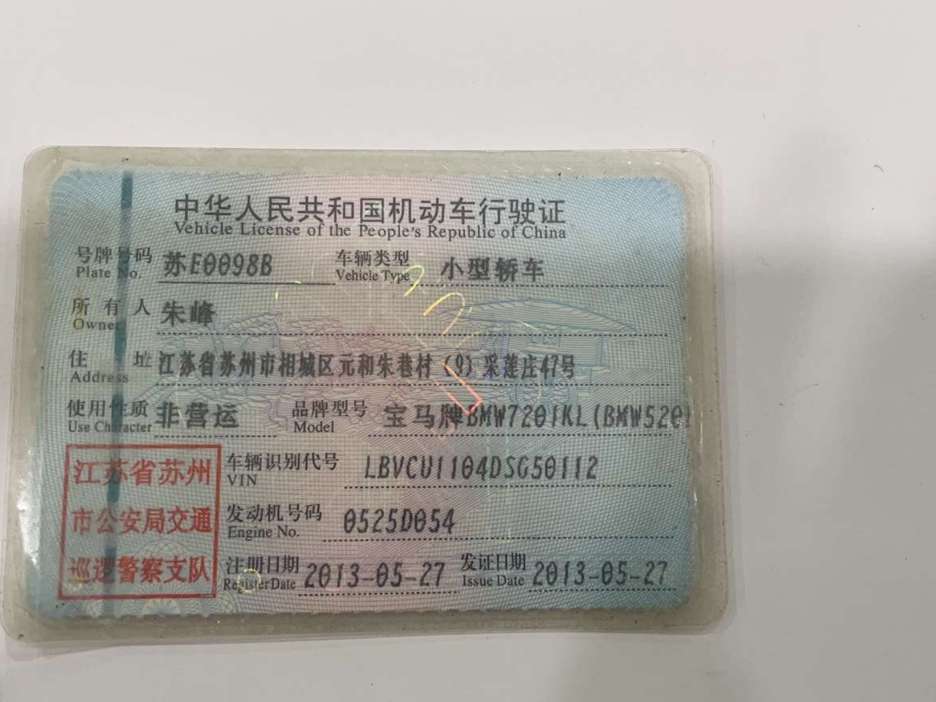 中华人民共和国机动车行驶证
Vehicle License of the People's Republic of China
号牌号码 苏E0098B 车辆类型 小型轿车
Plate No. Vehicle Type
所有人 朱峰
Owner
住址 江苏省苏州市相城区元和朱巷村（9）采莲庄47号
Address
使用性质 非营运 品牌型号 宝马牌BMW7201KL(BMW520i
Use Character Model
江苏省苏州 车辆识别代号 LBVCU1104DSG50112
VIN
市公安局交通 发动机号码 0525D054
Engine No.
巡逻警察支队 注册日期 2013-05-27 发证日期 2013-05-27
Register Date Issue Date